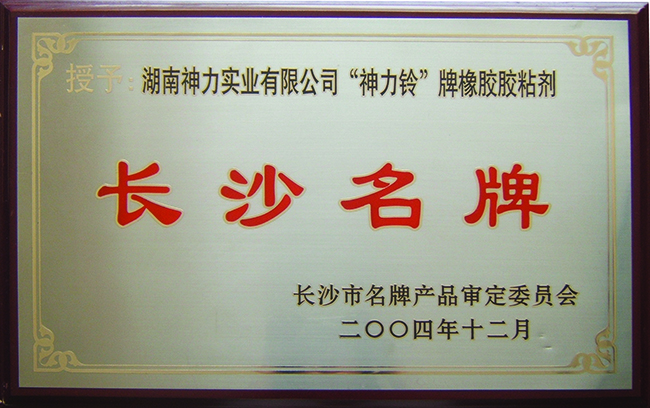 授予：湖南神力实业有限公司“神力铃”牌橡胶胶粘剂
长沙名牌
长沙市名牌产品审定委员会
二〇〇四年十二月